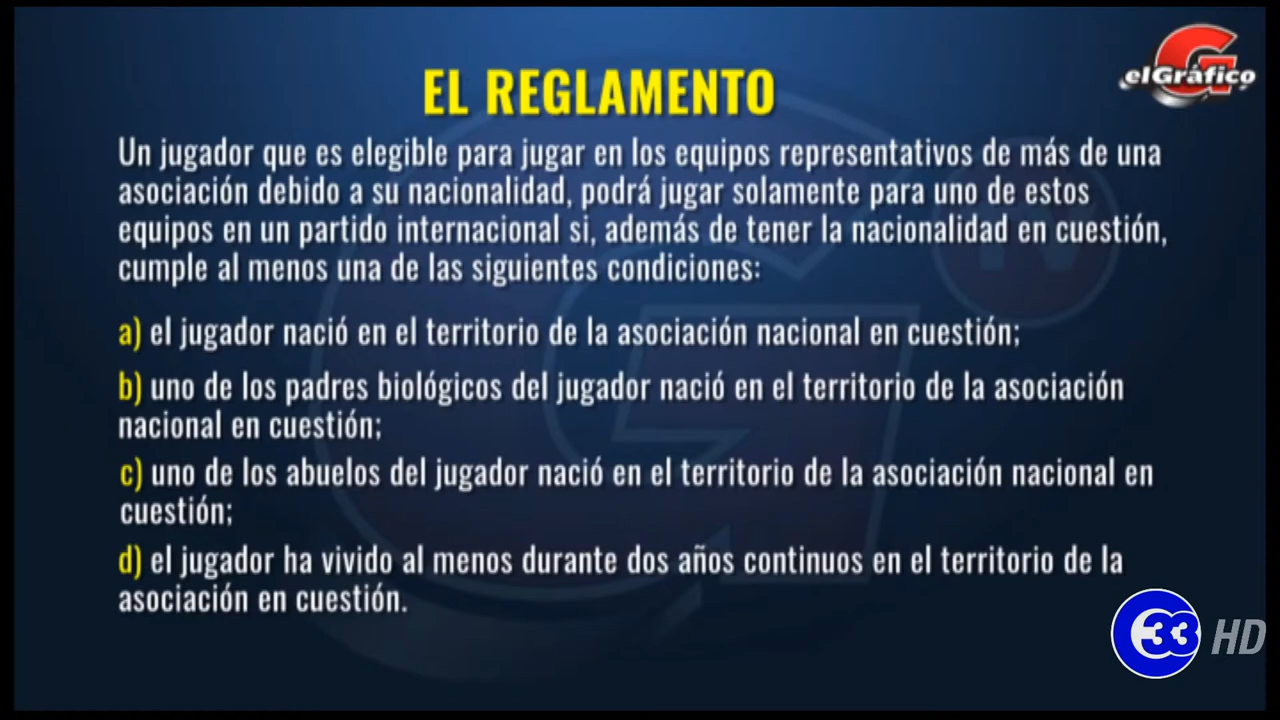 EL REGLAMENTO
elGráfico
Un jugador que es elegible para jugar en los equipos representativos de más de una
asociación debido a su nacionalidad, podrá jugar solamente para uno de estos
equipos en un partido internacional si, además de tener la nacionalidad en cuestión,
cumple al menos una de las siguientes condiciones:
a) el jugador nació en el territorio de la asociación nacional en cuestión;
b) uno de los padres biológicos del jugador nació en el territorio de la asociación
nacional en cuestión;
c) uno de los abuelos del jugador nació en el territorio de la asociación nacional en
cuestión;
d) el jugador ha vivido al menos durante dos años continuos en el territorio de la
asociación en cuestión.
33 HD